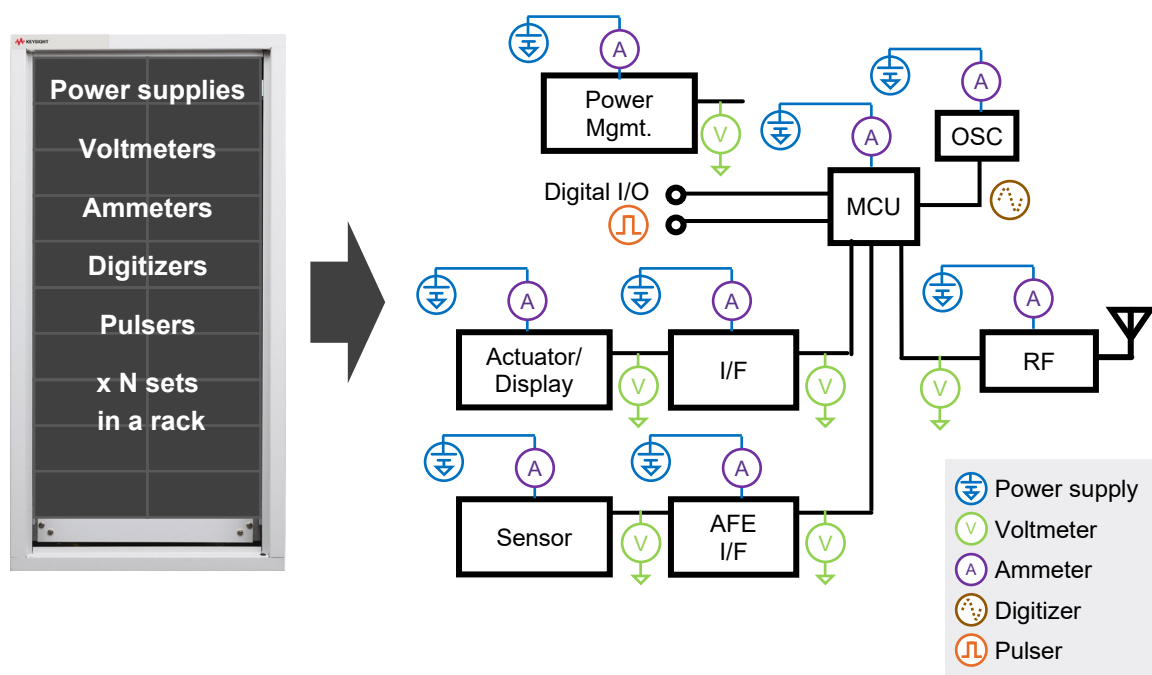 KEYSIGHT
Power supplies
Voltmeters
Ammeters
Digitizers
Pulsers
x N sets
in a rack
A
Power
Mgmt.
V
A
A
OSC
Digital I/O
MCU
A
Actuator/
Display
V
A
I/F
V
V
A
RF
A
Sensor
V
A
AFE
I/F
V
Power supply
V
Voltmeter
A
Ammeter
Digitizer
Pulser